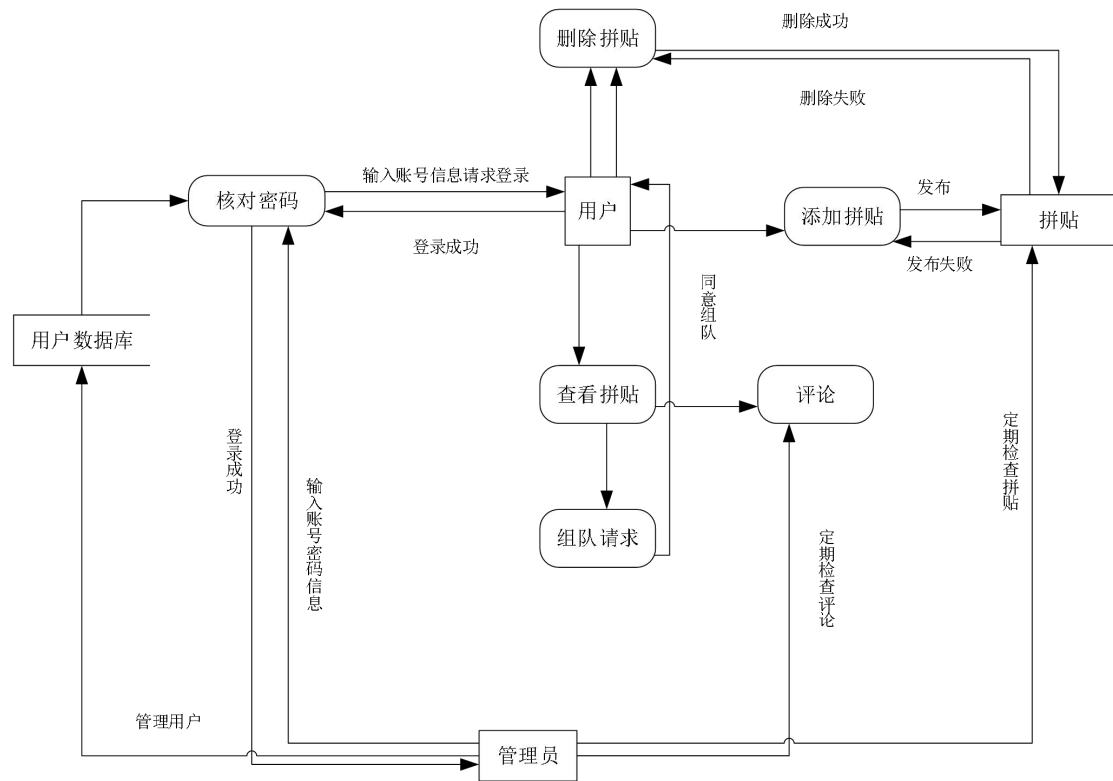 删除拼贴
删除成功
删除失败
核对密码
输入账号信息请求登录
用户
添加拼贴
发布
拼贴
登录成功
发布失败
同意组队
用户数据库
查看拼贴
评论
登录成功
输入账号密码信息
组队请求
定期检查拼贴
定期检查评论
管理用户
管理员